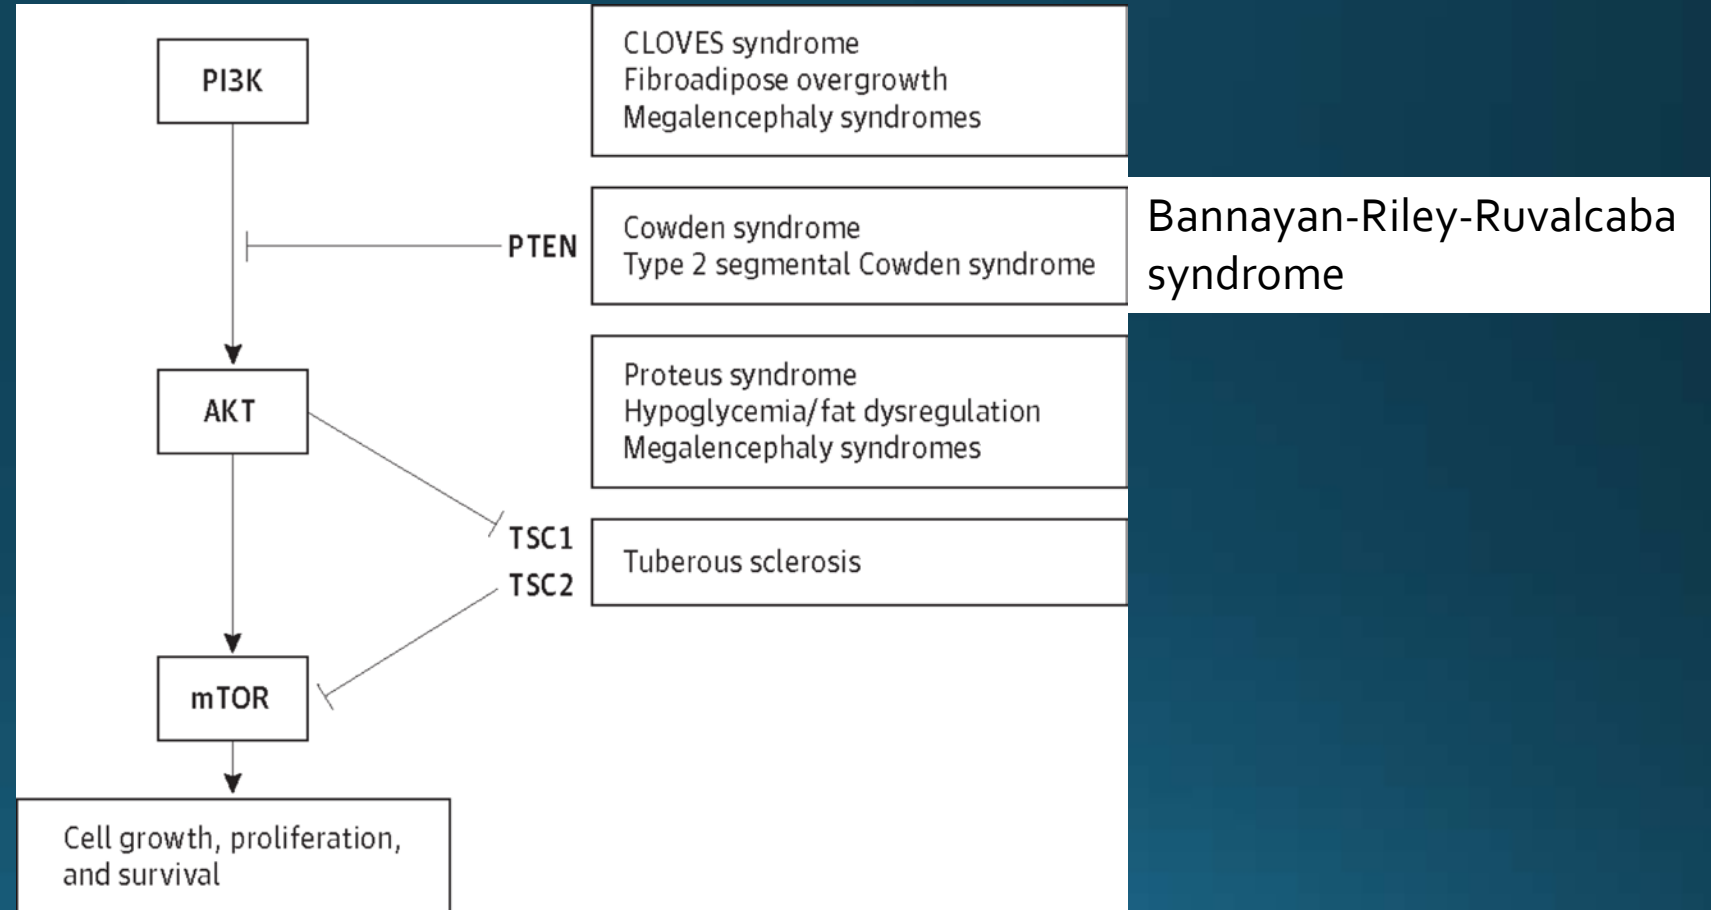 PI3K
CLOVES syndrome
Fibroadipose overgrowth
Megalencephaly syndromes
PTEN
Cowden syndrome
Type 2 segmental Cowden syndrome
Bannayan-Riley-Ruvalcaba
syndrome
AKT
Proteus syndrome
Hypoglycemia/fat dysregulation
Megalencephaly syndromes
TSC1
TSC2
Tuberous sclerosis
mTOR
Cell growth, proliferation,
and survival